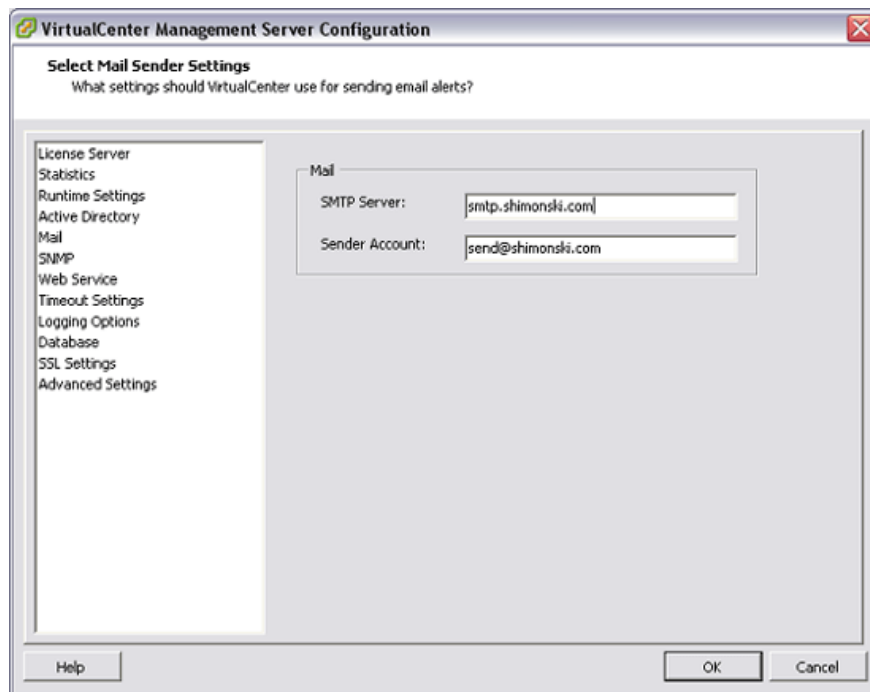 VirtualCenter Management Server Configuration
Select Mail Sender Settings
What settings should VirtualCenter use for sending email alerts?
License Server
Statistics
Runtime Settings
Active Directory
Mail
SNMP
Web Service
Timeout Settings
Logging Options
Database
SSL Settings
Advanced Settings
Mail
SMTP Server: smtp.shimonski.com
Sender Account: send@shimonski.com
Help OK Cancel